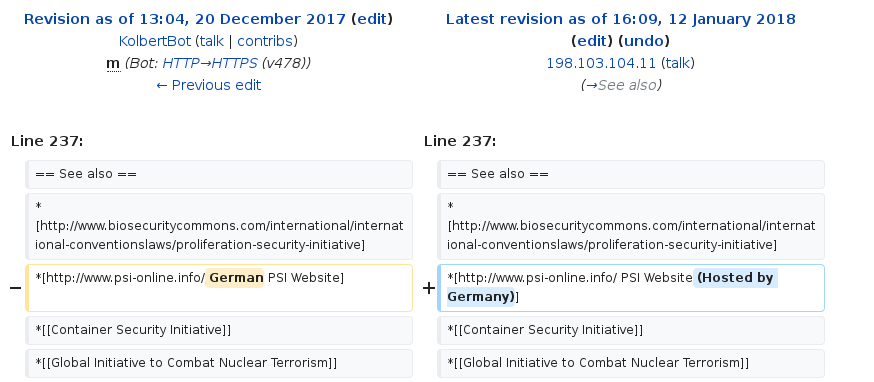 Revision as of 13:04, 20 December 2017 (edit)
KolbertBot (talk | contribs)
m (Bot: HTTP→HTTPS (v478))
← Previous edit
Latest revision as of 16:09, 12 January 2018
(edit) (undo)
198.103.104.11 (talk)
(→See also)
Line 237:
== See also ==
*
[http://www.biosecuritycommons.com/international/internat
ional-conventionslaws/proliferation-security-initiative]
− *[http://www.psi-online.info/ German PSI Website]
*[[Container Security Initiative]]
*[[Global Initiative to Combat Nuclear Terrorism]]
Line 237:
== See also ==
*
[http://www.biosecuritycommons.com/international/internat
ional-conventionslaws/proliferation-security-initiative]
+ *[http://www.psi-online.info/ PSI Website (Hosted by
Germany)]
*[[Container Security Initiative]]
*[[Global Initiative to Combat Nuclear Terrorism]]